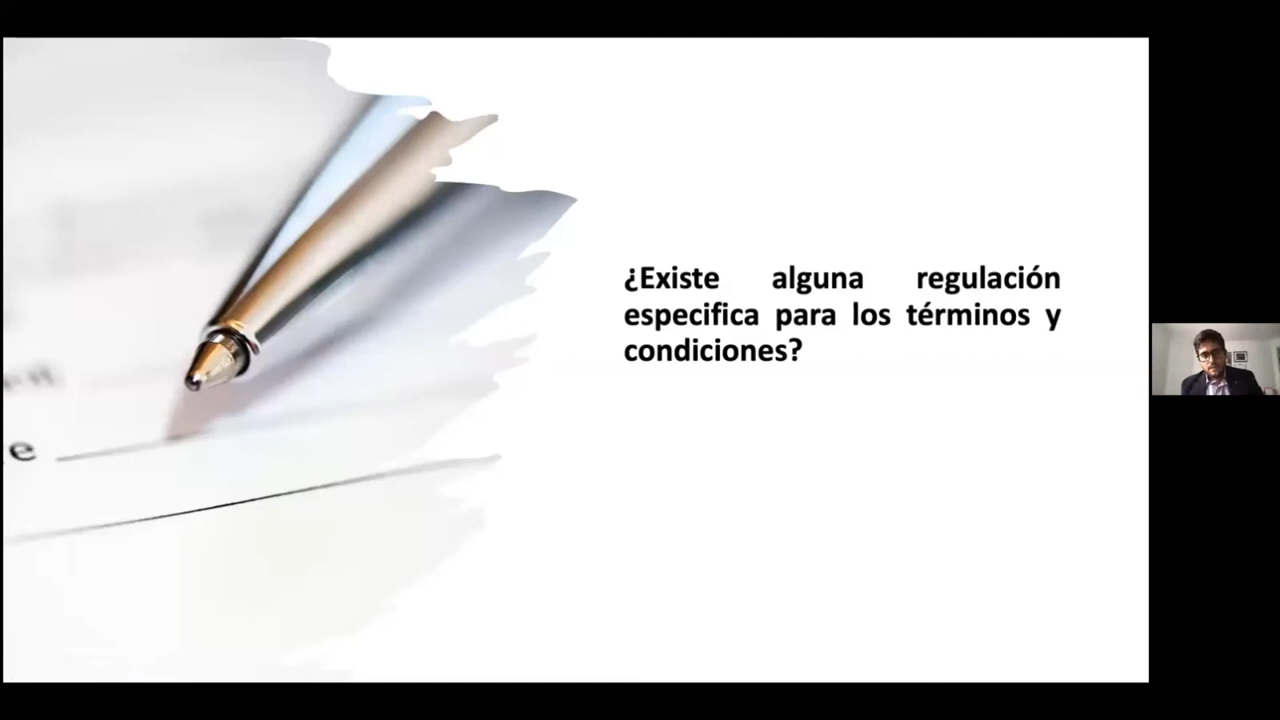 ¿Existe alguna regulación
especifica para los términos y
condiciones?
e